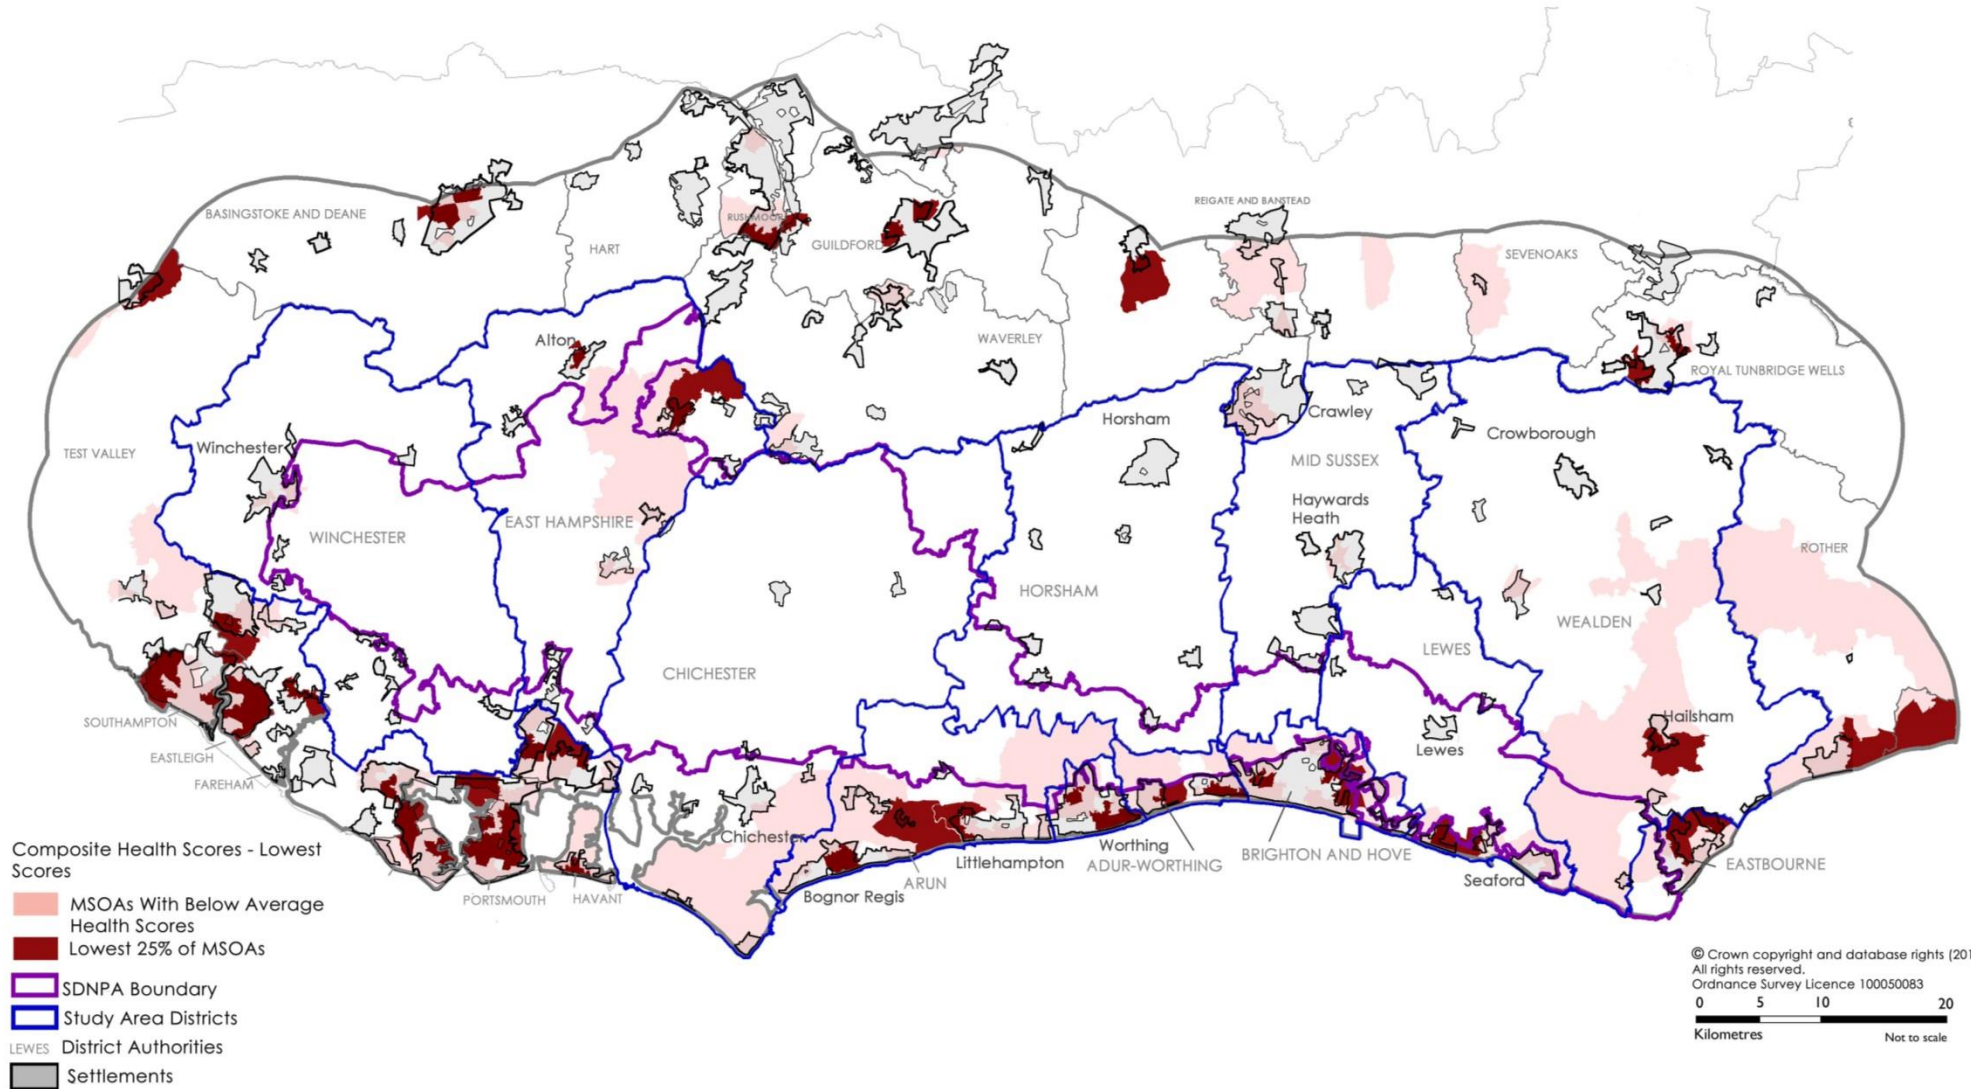 BASINGSTOKE AND DEANE
HART
RUSHMOOR
GUILDFORD
REIGATE AND BANSTEAD
SEVENOAKS
Alton
WAVERLEY
ROYAL TUNBRIDGE WELLS
Horsham
Crawley
Crowborough
TEST VALLEY
Winchester
MID SUSSEX
Haywards
Heath
EAST HAMPSHIRE
WINCHESTER
ROTHER
HORSHAM
WEALDEN
LEWES
CHICHESTER
SOUTHAMPTON
Hailsham
Lewes
EASTLEIGH
FAREHAM
Chichester
Worthing
Littlehampton
ADUR-WORTHING
BRIGHTON AND HOVE
EASTBOURNE
Seaford
ARUN
Bognor Regis
PORTSMOUTH
HAVANT
Composite Health Scores - Lowest
Scores
MSOAs With Below Average
Health Scores
Lowest 25% of MSOAs
SDNPA Boundary
Study Area Districts
LEWES District Authorities
Settlements
© Crown copyright and database rights (201
All rights reserved.
Ordnance Survey Licence 100050083
0 5 10 20
Kilometres Not to scale